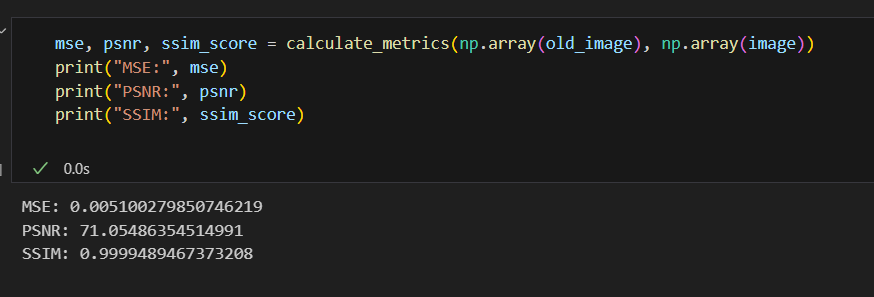 mse, psnr, ssim_score = calculate_metrics(np.array(old_image), np.array(image))
print("MSE:", mse)
print("PSNR:", psnr)
print("SSIM:", ssim_score)
0.0s
MSE: 0.005100279850746219
PSNR: 71.05486354514991
SSIM: 0.9999489467373208